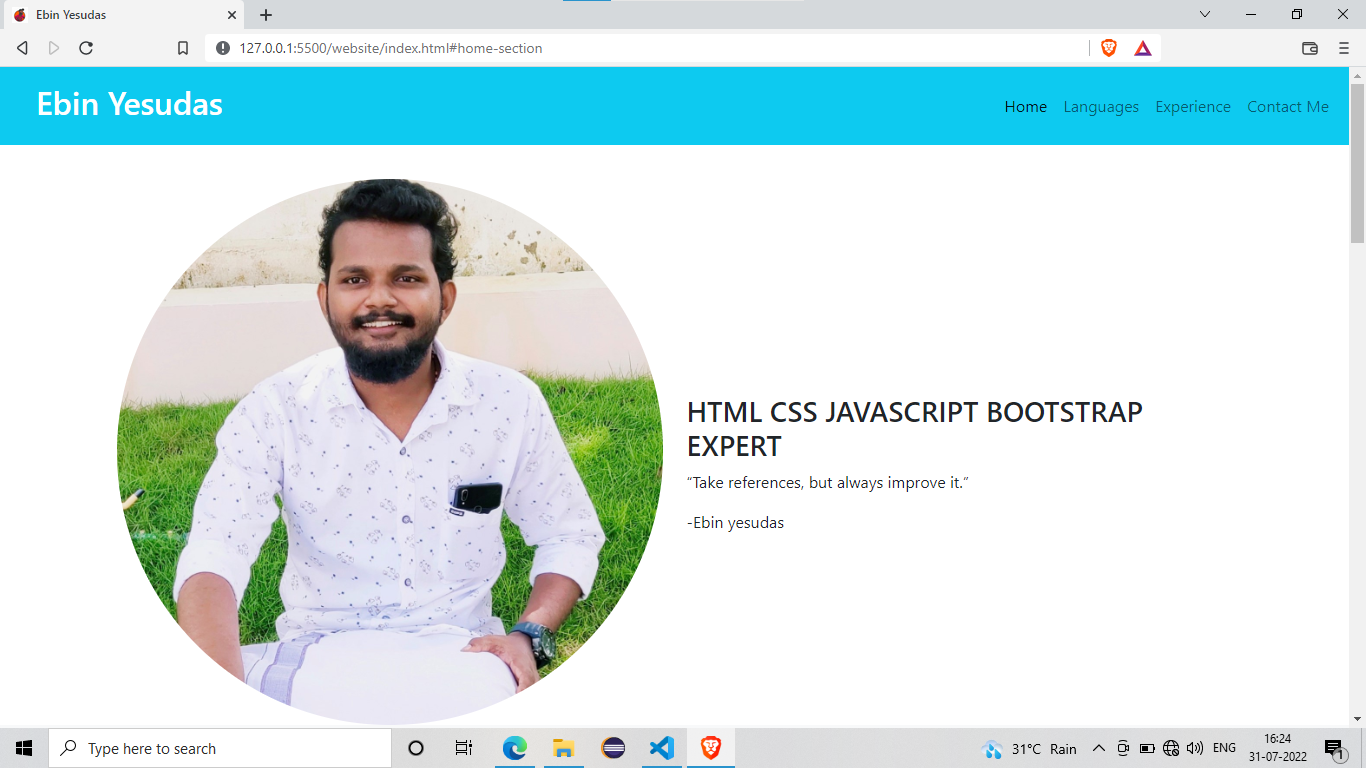 Ebin Yesudas
127.0.0.1:5500/website/index.html#home-section
Ebin Yesudas
Home Languages Experience Contact Me
HTML CSS JAVASCRIPT BOOTSTRAP
EXPERT
“Take references, but always improve it.”
-Ebin yesudas
Type here to search
31°C Rain
ENG
16:24
31-07-2022
1